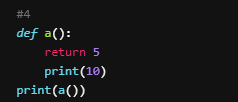 #4
def a():
    return 5
    print(10)
print(a())